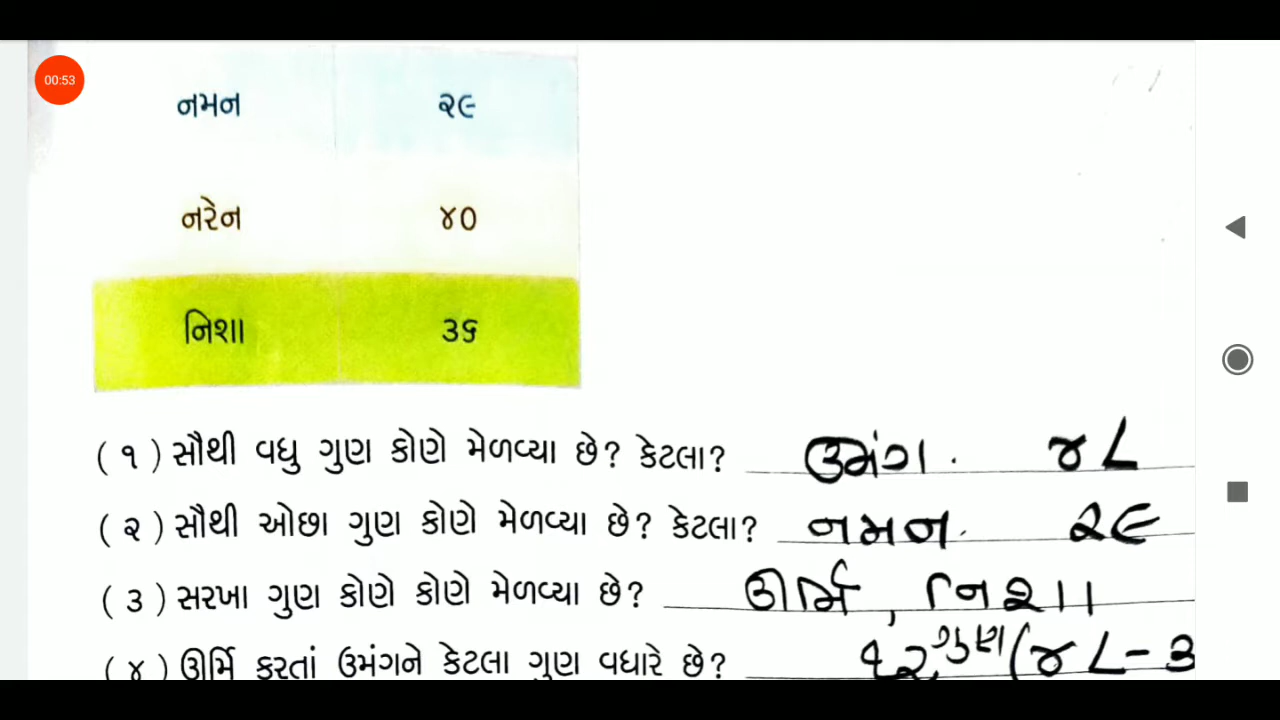 00:53
નમન ૨૯
નરેન ૪૦
નિશા ૩૬
(૧) સૌથી વધુ ગુણ કોણે મેળવ્યા છે? કેટલા? ઉમંગ. ૪૮
(૨) સૌથી ઓછા ગુણ કોણે મેળવ્યા છે? કેટલા? નમન. ૨૯
(૩) સરખા ગુણ કોણે કોણે મેળવ્યા છે? ઊર્મિ, નિશા
(૪) ઊર્મિ કરતાં ઉમંગને કેટલા ગુણ વધારે છે? ૧૨ ગુણ (૪૮-૩